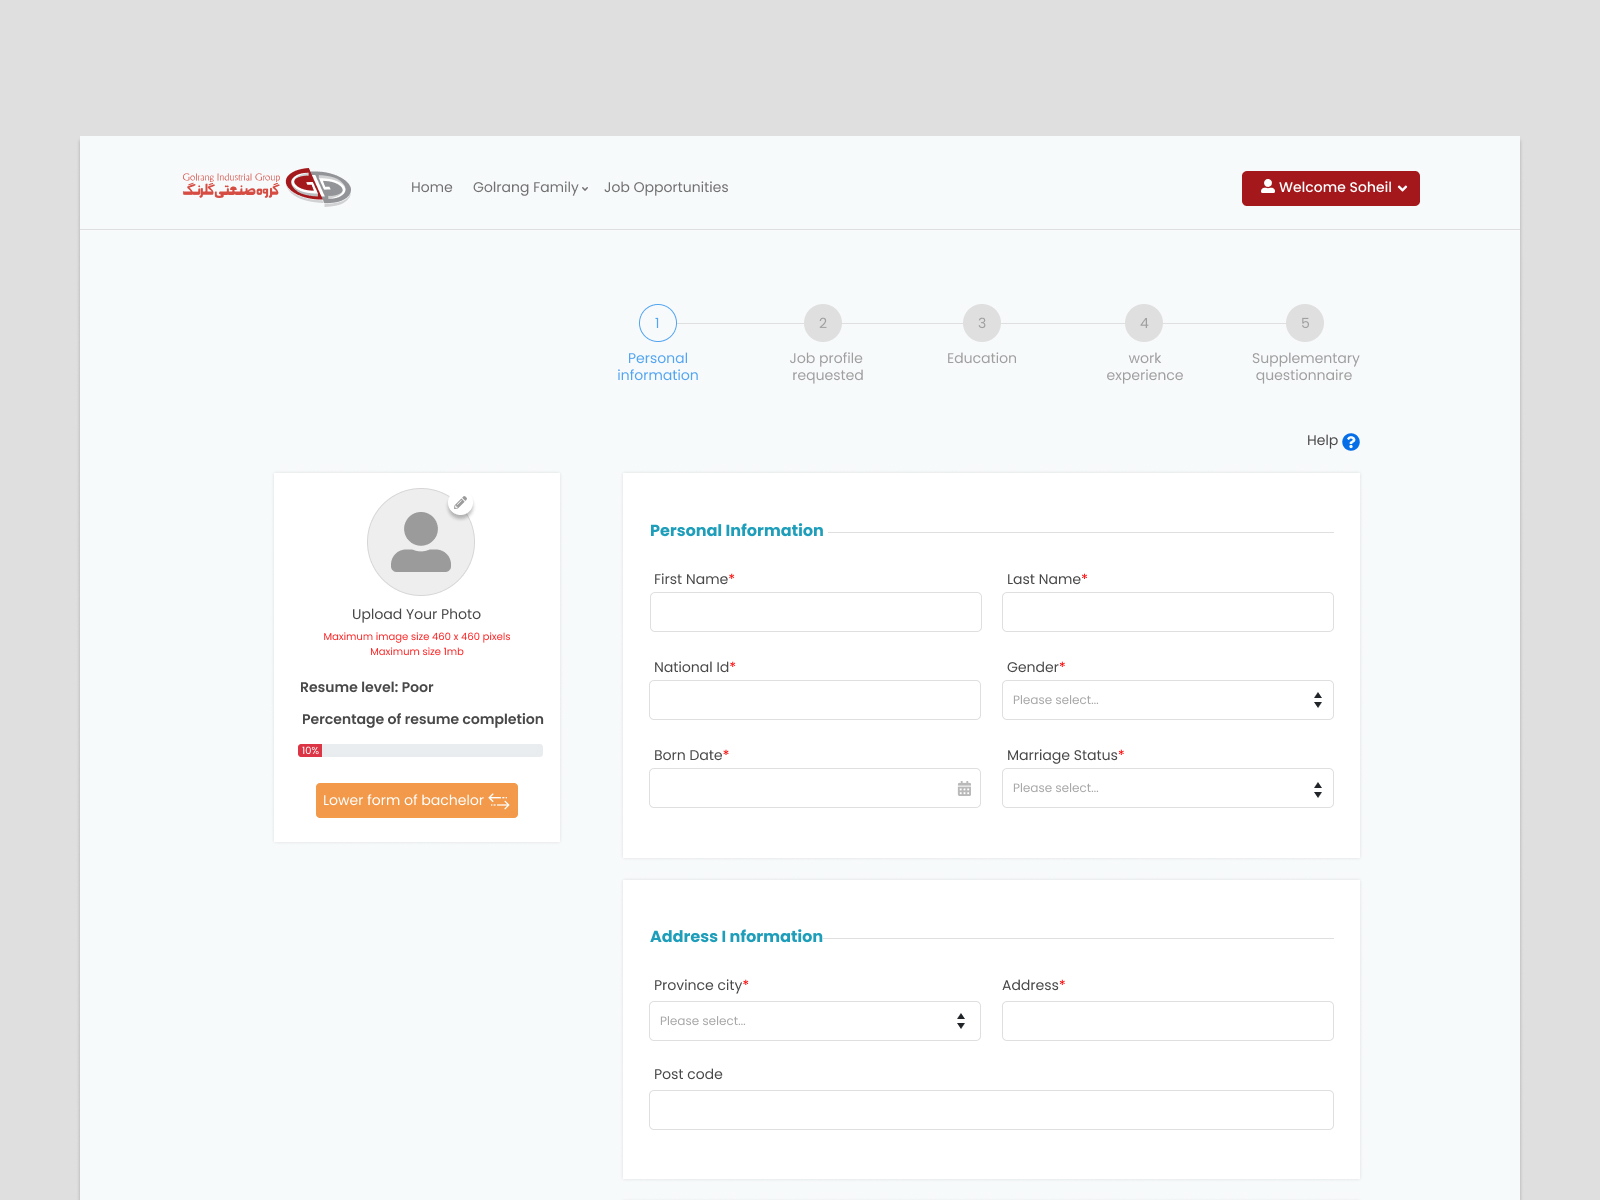 Golrang Industrial Group
گروه صنعتی گلرنگ
Home Golrang Family Job Opportunities
Welcome Soheil
1 2 3 4 5
Personal information
Job profile requested
Education
work experience
Supplementary questionnaire
Help ?
Upload Your Photo
Maximum image size 460 x 460 pixels
Maximum size 1mb
Resume level: Poor
Percentage of resume completion
10%
Lower form of bachelor
Personal Information
First Name* Last Name*
National Id* Gender*
Please select...
Born Date* Marriage Status*
Please select...
Address I nformation
Province city* Address*
Please select...
Post code